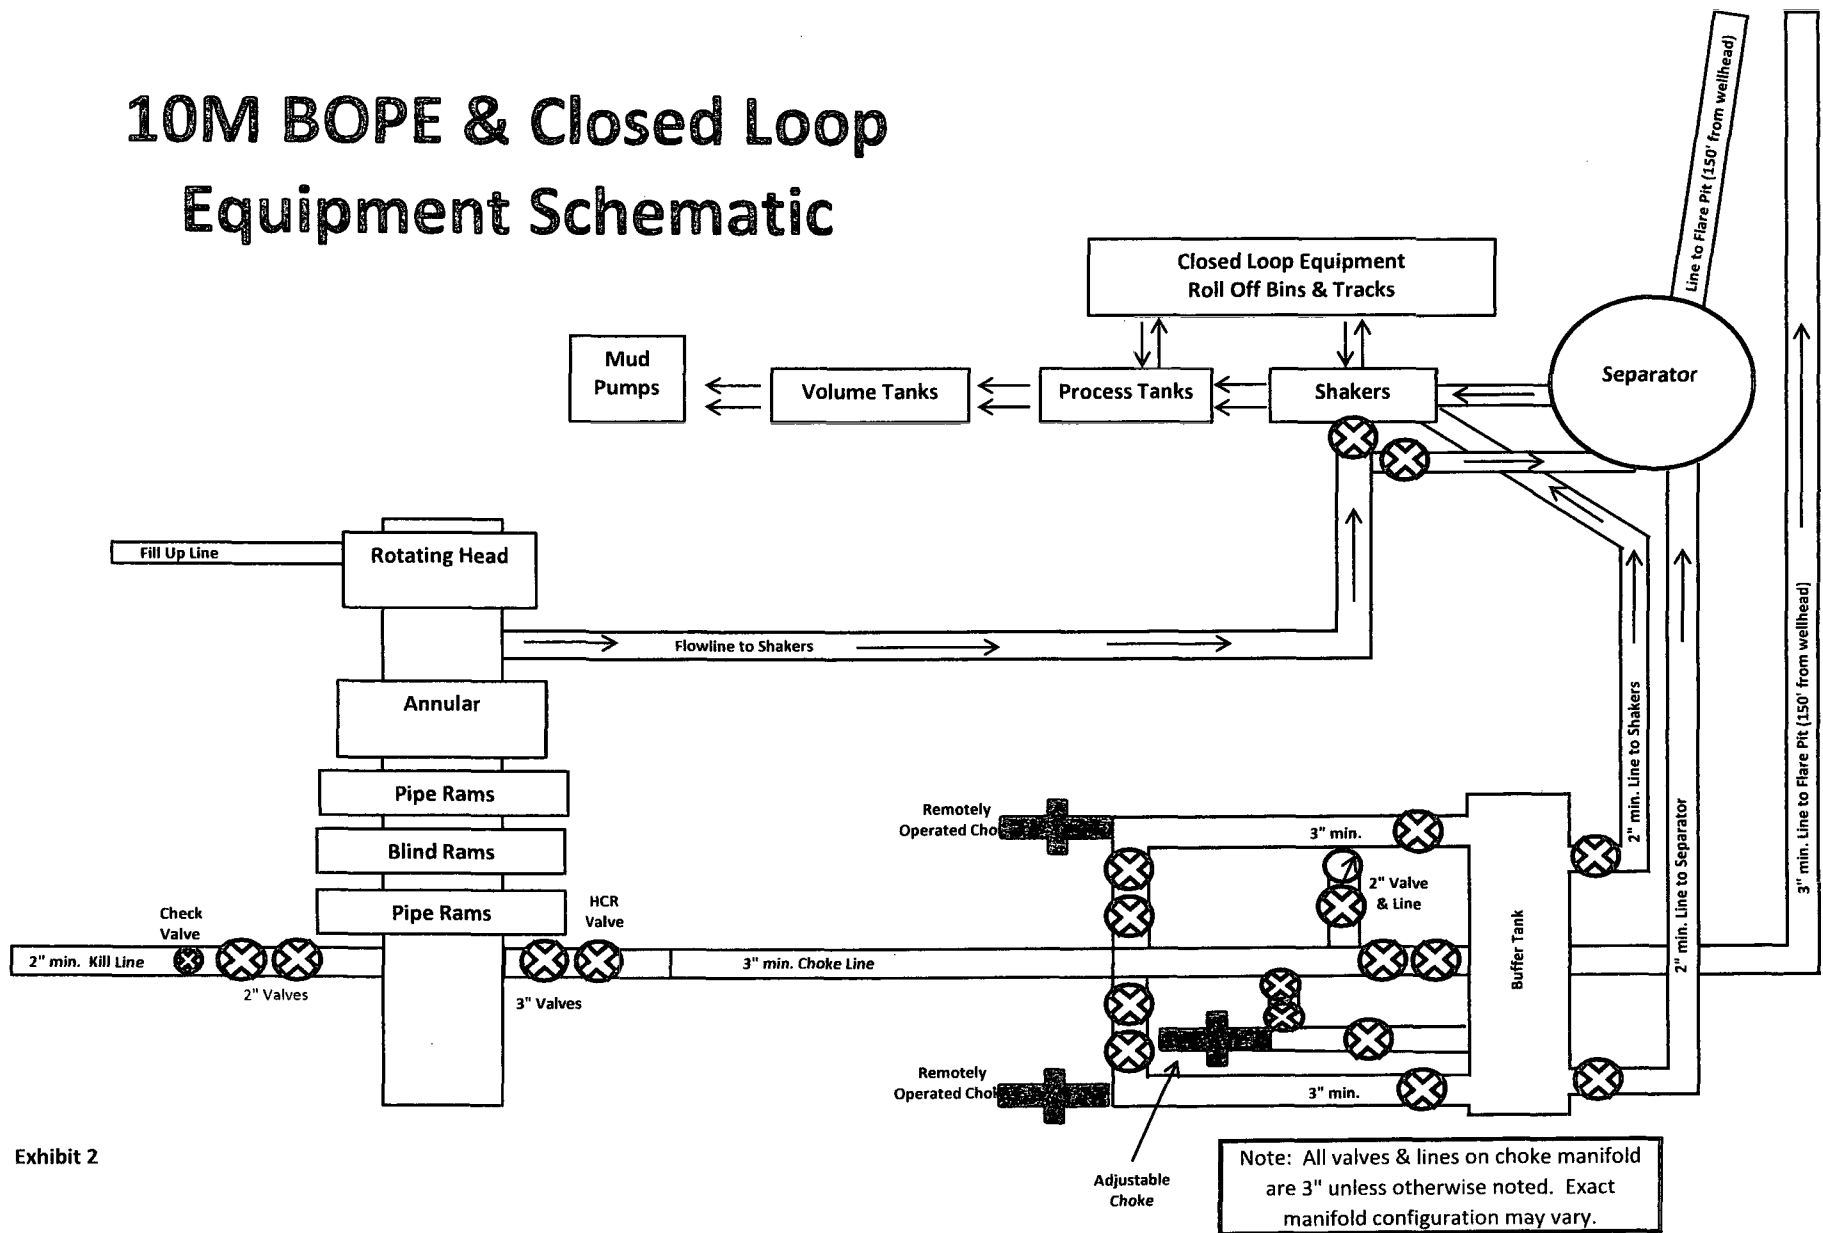 10M BOPE & Closed Loop
Equipment Schematic
Line to Flare Pit (150' from wellhead)
Closed Loop Equipment
Roll Off Bins & Tracks
Mud
Pumps
Volume Tanks
Process Tanks
Shakers
Separator
Fill Up Line
Rotating Head
Flowline to Shakers
Annular
Pipe Rams
Blind Rams
Pipe Rams
Check
Valve
HCR
Valve
2" min. Kill Line
2" Valves
3" Valves
3" min. Choke Line
Remotely
Operated Cho
3" min.
2" Valve
& Line
Buffer Tank
2" min. Line to Shakers
2" min. Line to Separator
3" min. Line to Flare Pit (150' from wellhead)
Remotely
Operated Cho
3" min.
Adjustable
Choke
Exhibit 2
Note: All valves & lines on choke manifold
are 3" unless otherwise noted. Exact
manifold configuration may vary.